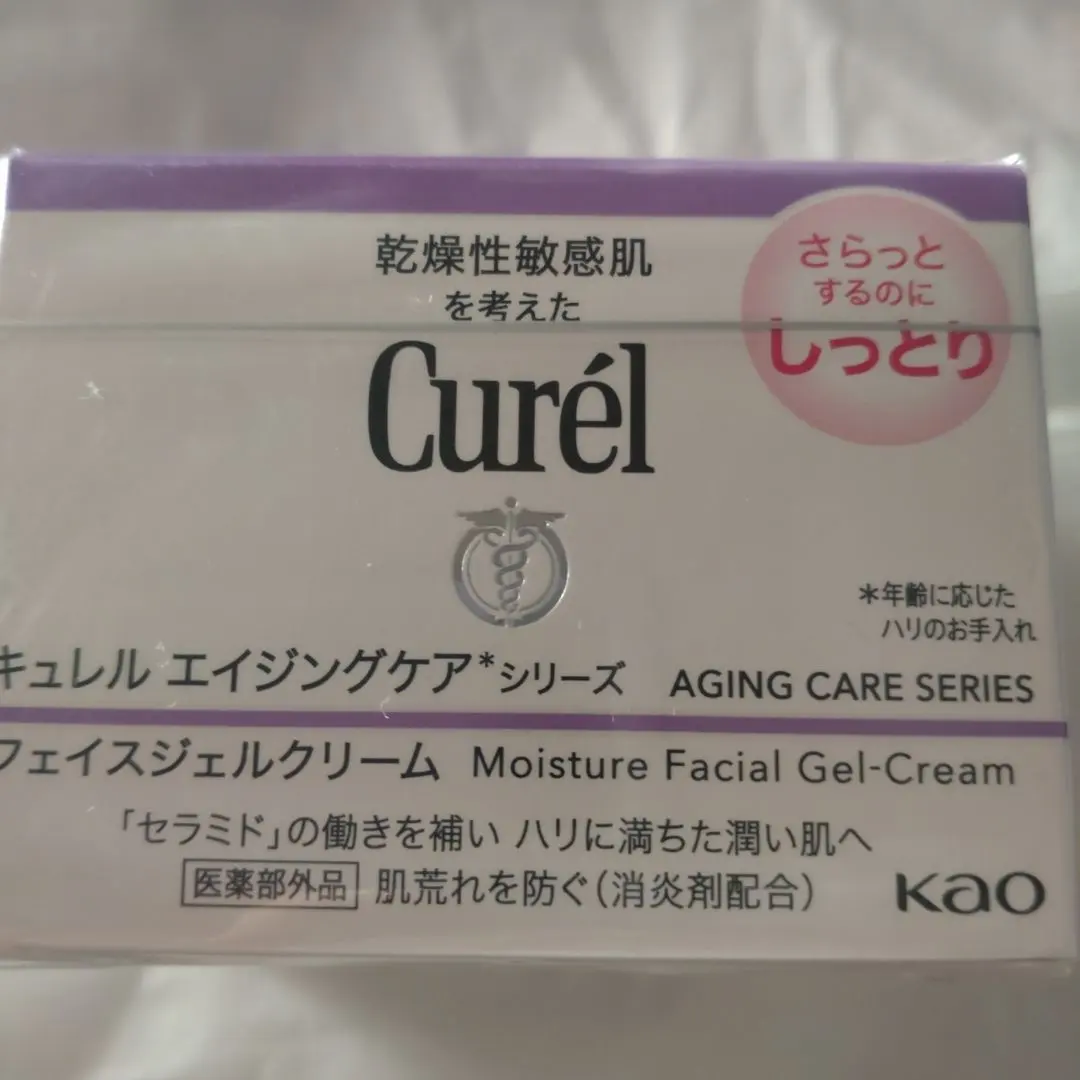 乾燥性敏感肌
を考えた
Curél
さらっと
するのに
しっとり
*年齢に応じた
ハリのお手入れ
キュレル エイジングケア*シリーズ AGING CARE SERIES
フェイスジェルクリーム Moisture Facial Gel-Cream
「セラミド」の働きを補い ハリに満ちた潤い肌へ
医薬部外品 肌荒れを防ぐ(消炎剤配合)
Kao